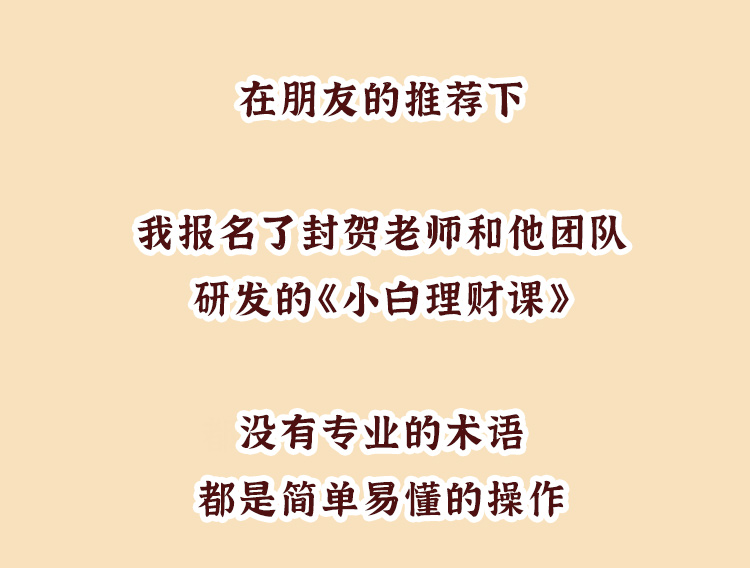 在朋友的推荐下
我报名了封贺老师和他团队
研发的《小白理财课》
没有专业的术语
都是简单易懂的操作